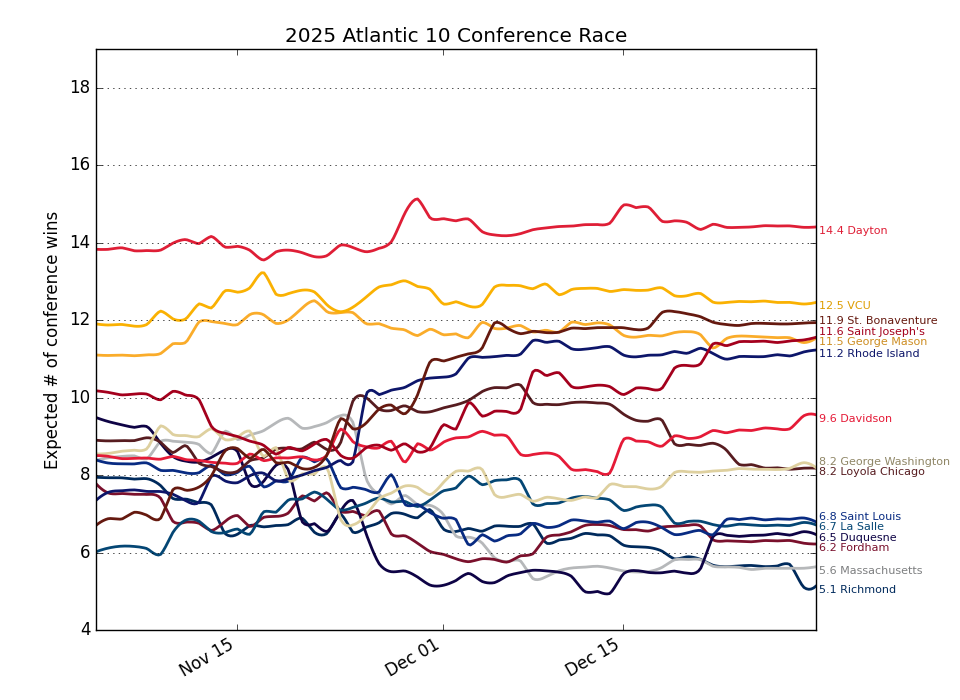 2025 Atlantic 10 Conference Race
Expected # of conference wins
18
16
14
12
10
8
6
4
Nov 15
Dec 01
Dec 15
14.4 Dayton
12.5 VCU
11.9 St. Bonaventure
11.6 Saint Joseph's
11.5 George Mason
11.2 Rhode Island
9.6 Davidson
8.2 George Washington
8.2 Loyola Chicago
6.8 Saint Louis
6.7 La Salle
6.5 Duquesne
6.2 Fordham
5.6 Massachusetts
5.1 Richmond